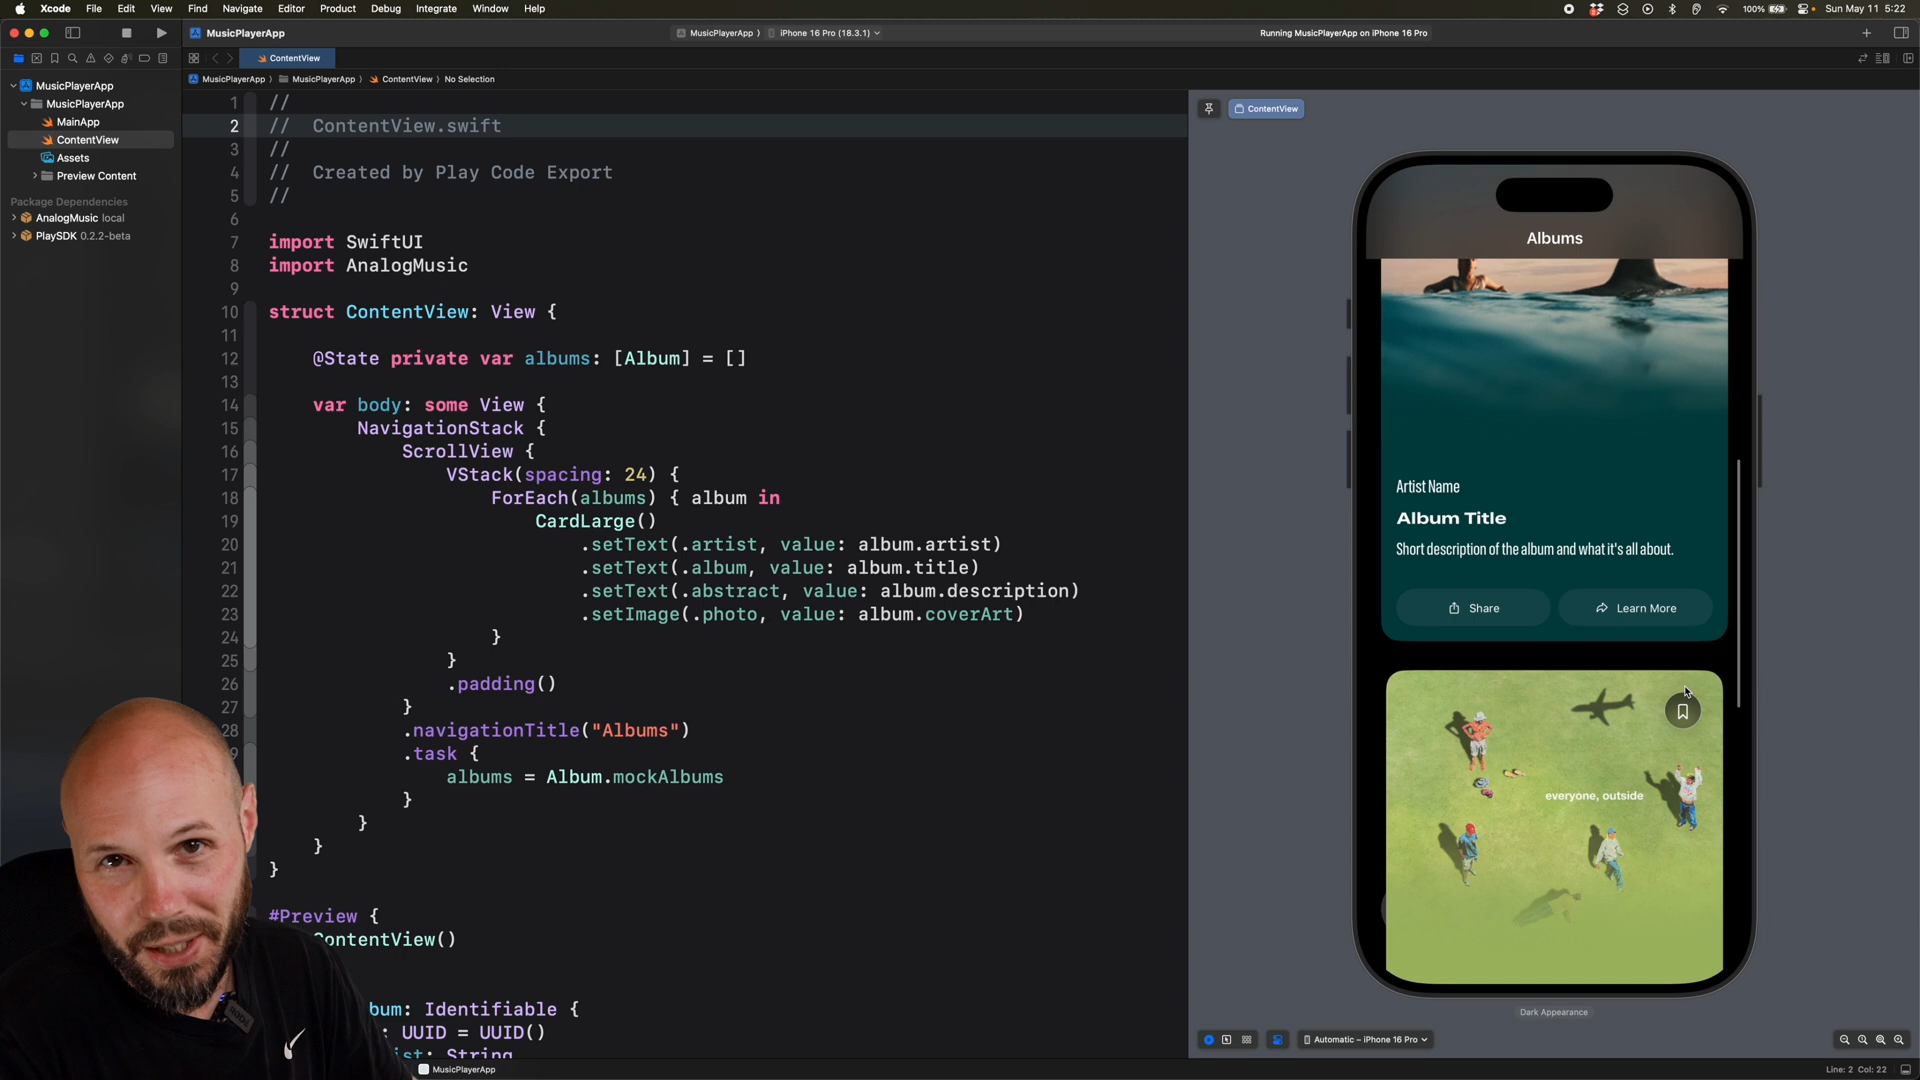 Xcode File Edit View Find Navigate Editor Product Debug Integrate Window Help
100% Sun May 11 5:22
MusicPlayerApp
MusicPlayerApp iPhone 16 Pro (18.3.1)
Running MusicPlayerApp on iPhone 16 Pro
ContentView
MusicPlayerApp MusicPlayerApp ContentView No Selection
MusicPlayerApp
MusicPlayerApp
MainApp
ContentView
Assets
Preview Content
Package Dependencies
AnalogMusic local
PlaySDK 0.2.2-beta
1 //
2 // ContentView.swift
3 //
4 // Created by Play Code Export
5 //
6
7 import SwiftUI
8 import AnalogMusic
9
10 struct ContentView: View {
11
12 @State private var albums: [Album] = []
13
14 var body: some View {
15 NavigationStack {
16 ScrollView {
17 VStack(spacing: 24) {
18 ForEach(albums) { album in
19 CardLarge()
20 .setText(.artist, value: album.artist)
21 .setText(.album, value: album.title)
22 .setText(.abstract, value: album.description)
23 .setImage(.photo, value: album.coverArt)
24 }
25 }
26 .padding()
27 }
28 .navigationTitle("Albums")
9 .task {
albums = Album.mockAlbums
}
}
}
}
#Preview {
ContentView()
bum: Identifiable {
: UUID = UUID()
ist: String
ContentView
Albums
Artist Name
Album Title
Short description of the album and what it's all about.
Share
Learn More
everyone, outside
Dark Appearance
Automatic – iPhone 16 Pro
MusicPlayerApp
Line: 2 Col: 22